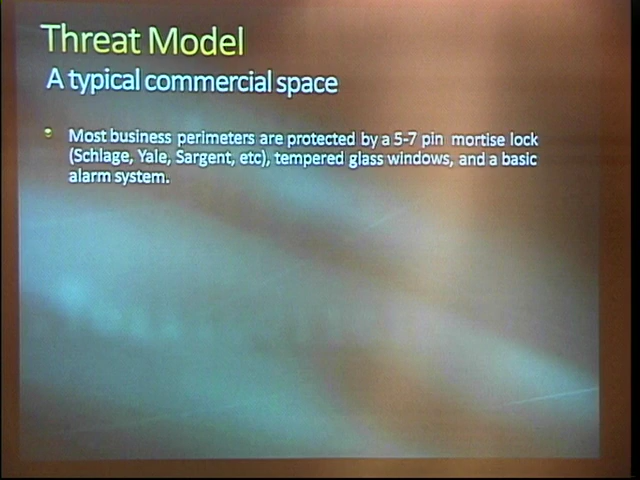 Threat Model
A typical commercial space
Most business perimeters are protected by a 5-7 pin mortise lock
(Schlage, Yale, Sargent, etc), tempered glass windows, and a basic
alarm system.